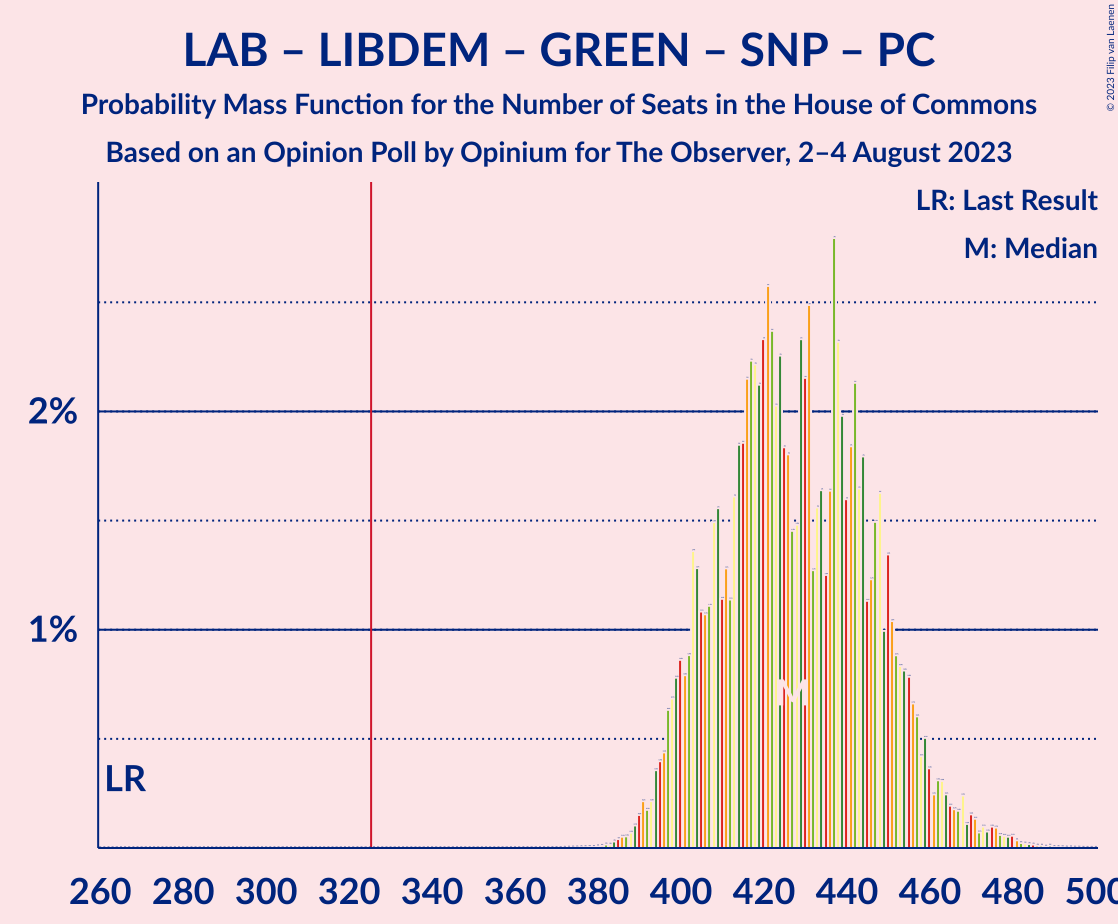 LAB – LIBDEM – GREEN – SNP – PC
Probability Mass Function for the Number of Seats in the House of Commons
Based on an Opinion Poll by Opinium for The Observer, 2–4 August 2023
© 2023 Filip van Laenen
LR: Last Result
M: Median
2%
1%
LR
M
260 280 300 320 340 360 380 400 420 440 460 480 500